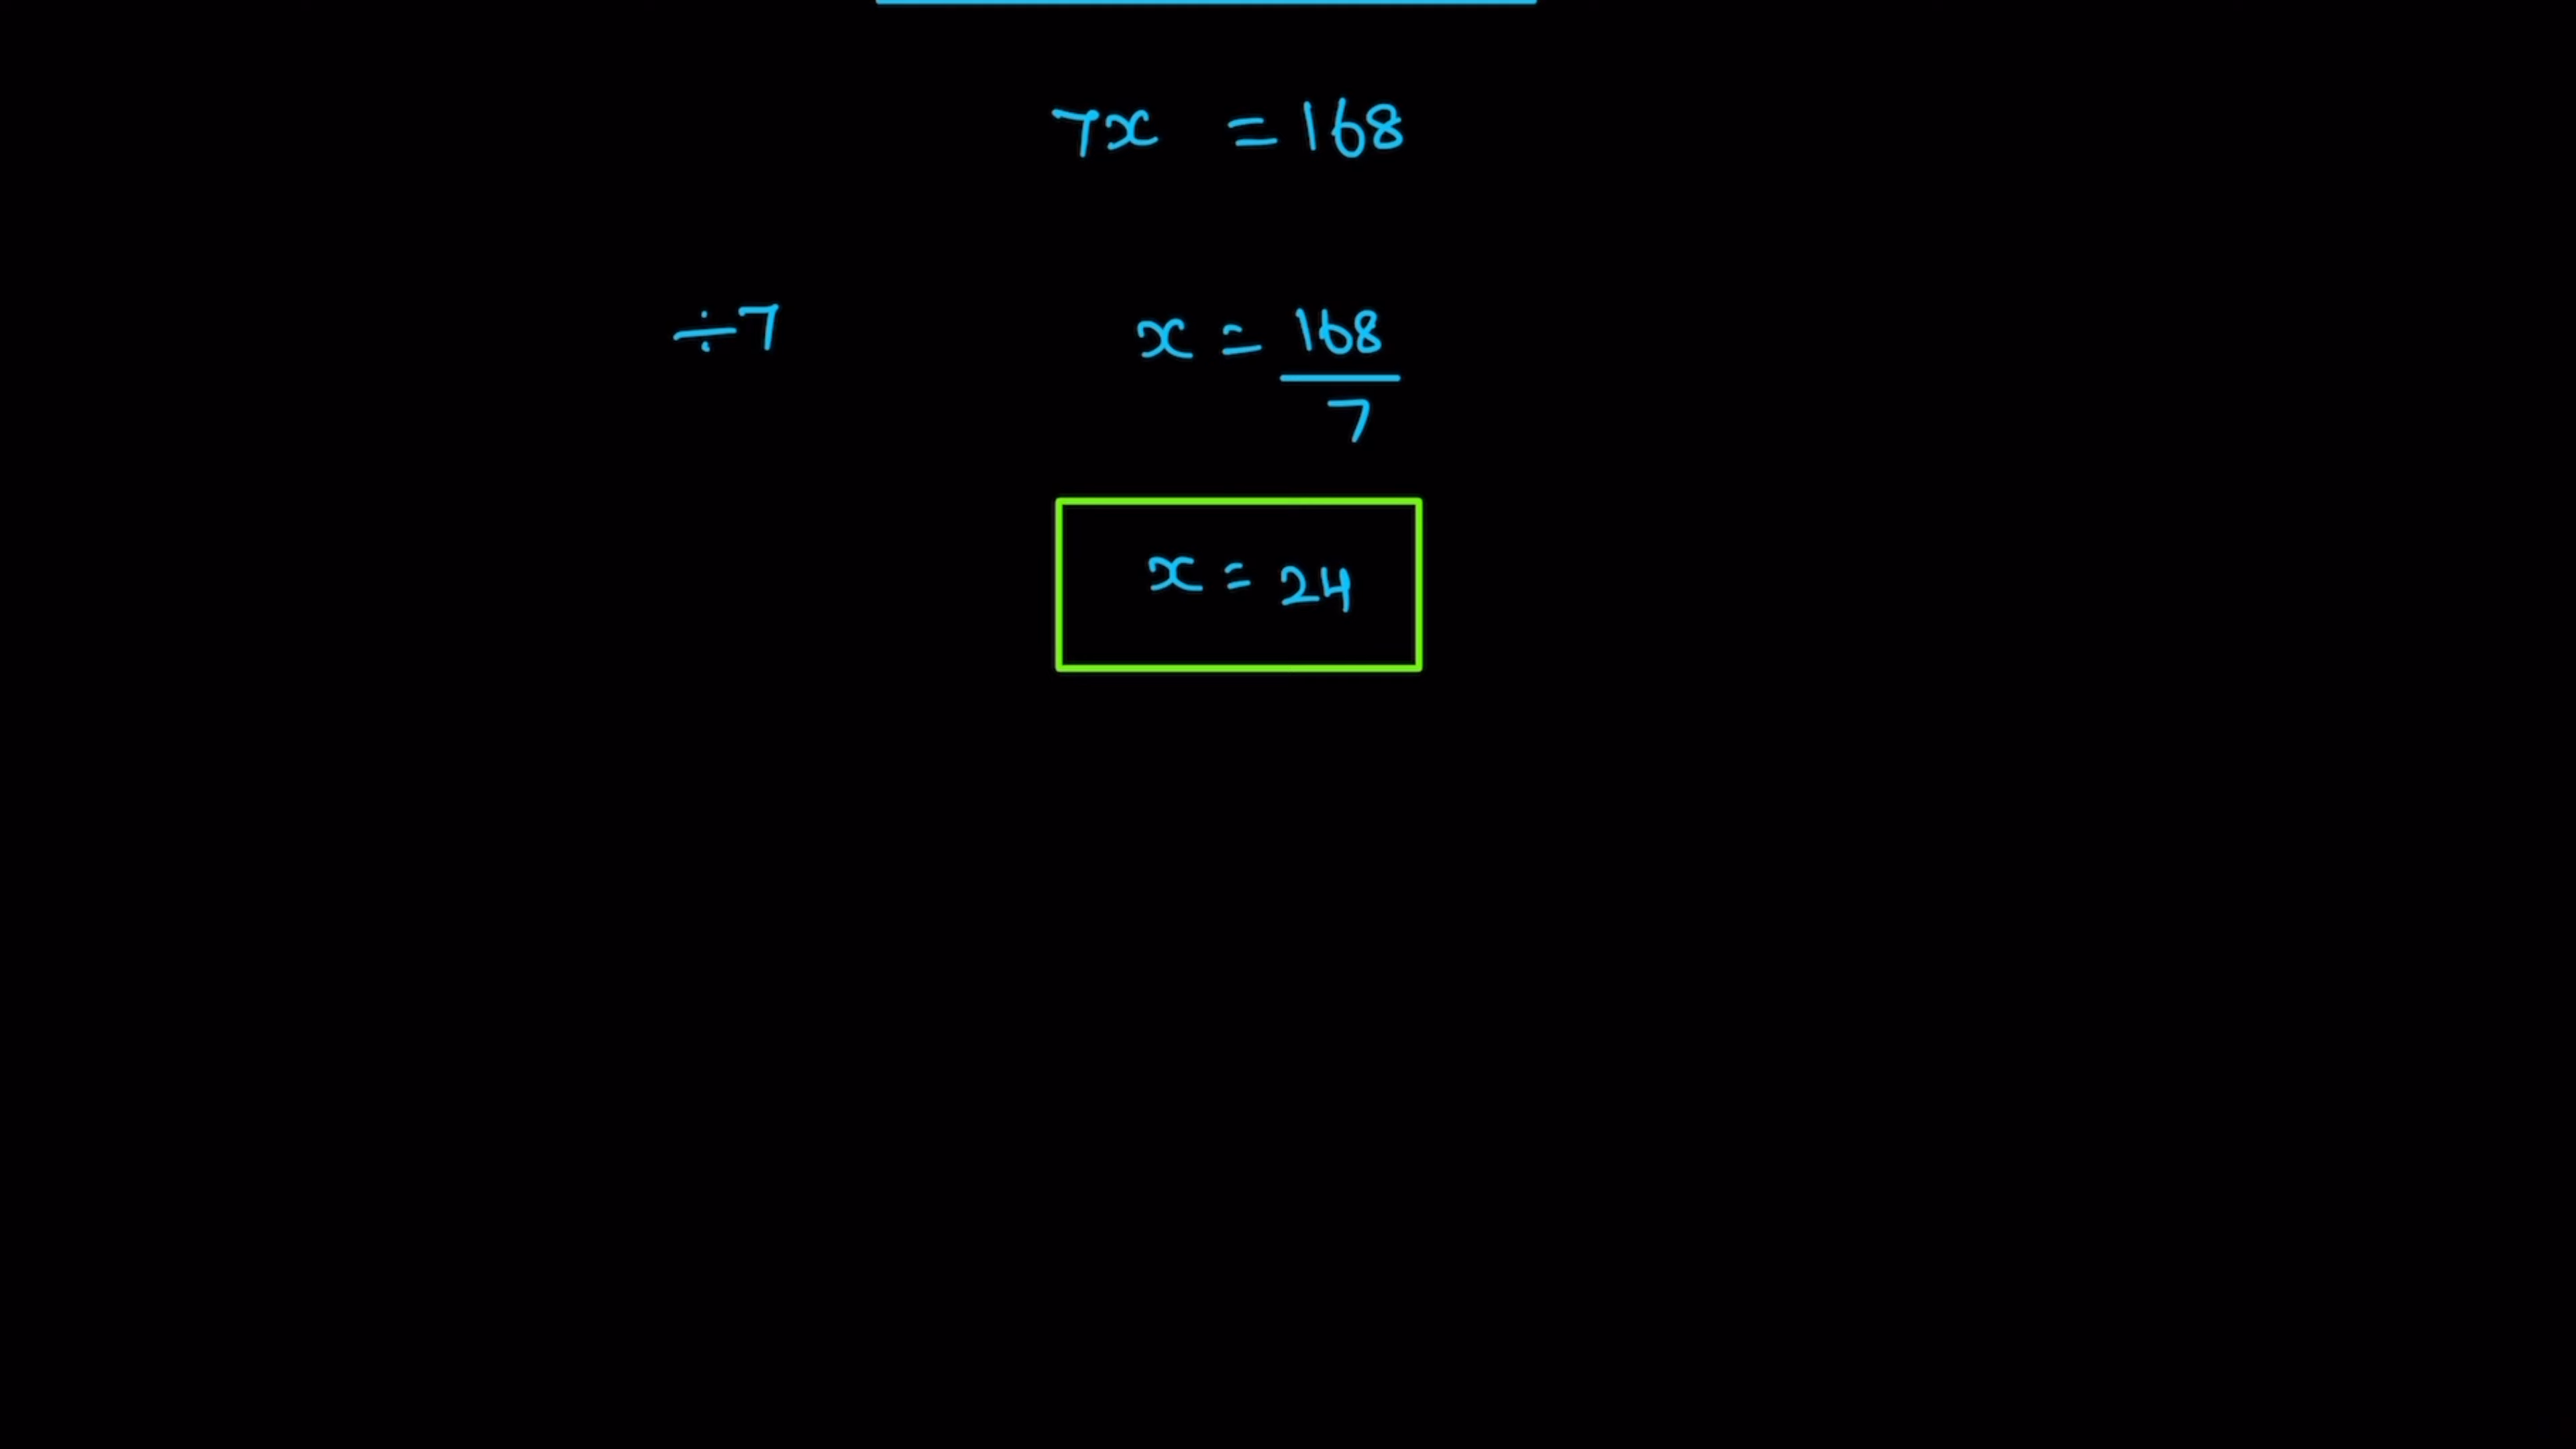 7x = 168
÷7 x = 168/7
x = 24